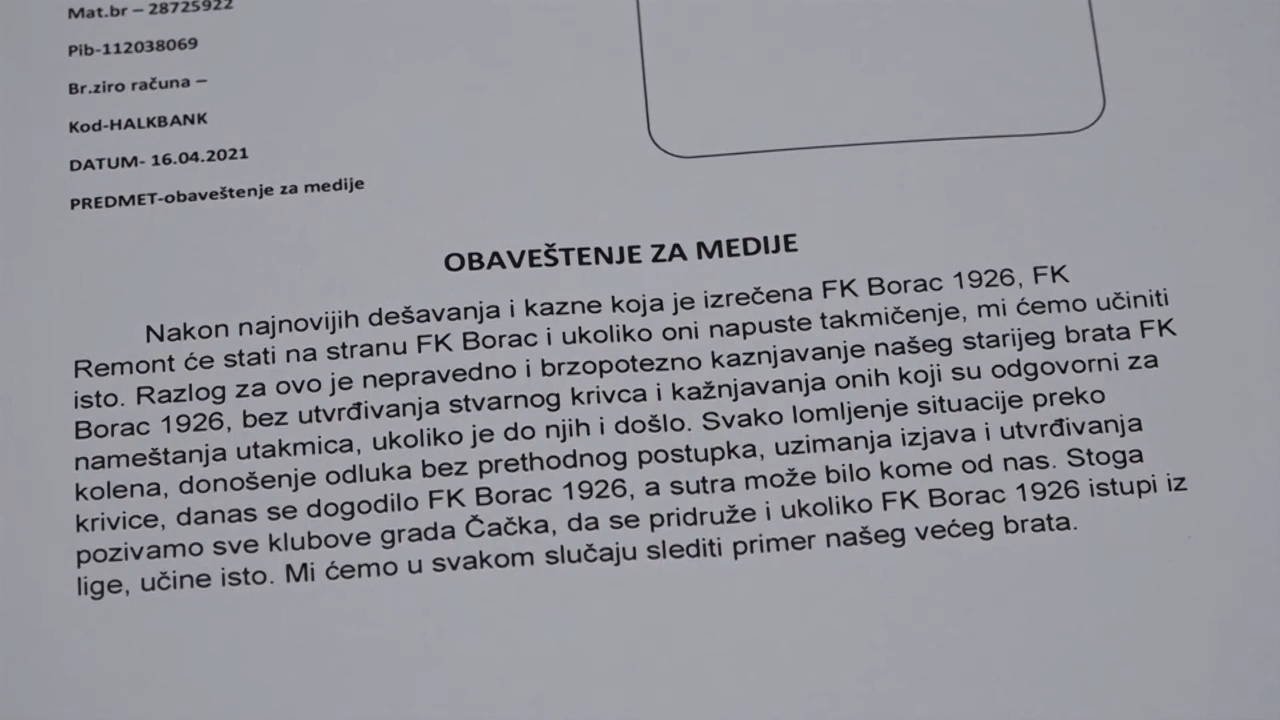 Mat.br – 28725922
Pib-112038069
Br.ziro računa –
Kod-HALKBANK
DATUM- 16.04.2021
PREDMET-obaveštenje za medije
OBAVEŠTENJE ZA MEDIJE
Nakon najnovijih dešavanja i kazne koja je izrečena FK Borac 1926, FK
Remont će stati na stranu FK Borac i ukoliko oni napuste takmičenje, mi ćemo učiniti
isto. Razlog za ovo je nepravedno i brzopotezno kaznjavanje našeg starijeg brata FK
Borac 1926, bez utvrđivanja stvarnog krivca i kažnjavanja onih koji su odgovorni za
nameštanja utakmica, ukoliko je do njih i došlo. Svako lomljenje situacije preko
kolena, donošenje odluka bez prethodnog postupka, uzimanja izjava i utvrđivanja
krivice, danas se dogodilo FK Borac 1926, a sutra može bilo kome od nas. Stoga
pozivamo sve klubove grada Čačka, da se pridruže i ukoliko FK Borac 1926 istupi iz
lige, učine isto. Mi ćemo u svakom slučaju slediti primer našeg većeg brata.